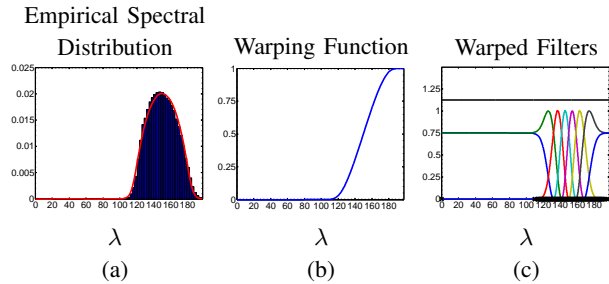 Empirical Spectral
Distribution
Warping Function
Warped Filters
0.025
0.02
0.015
0.01
0.005
0
0 20 40 60 80 100 120 140 160 180
λ
(a)
1
0.75
0.5
0.25
0
0 20 40 60 80 100 120 140 160 180
λ
(b)
1.25
1
0.75
0.5
0.25
0
0 20 40 60 80 100 120 140 160 180
λ
(c)